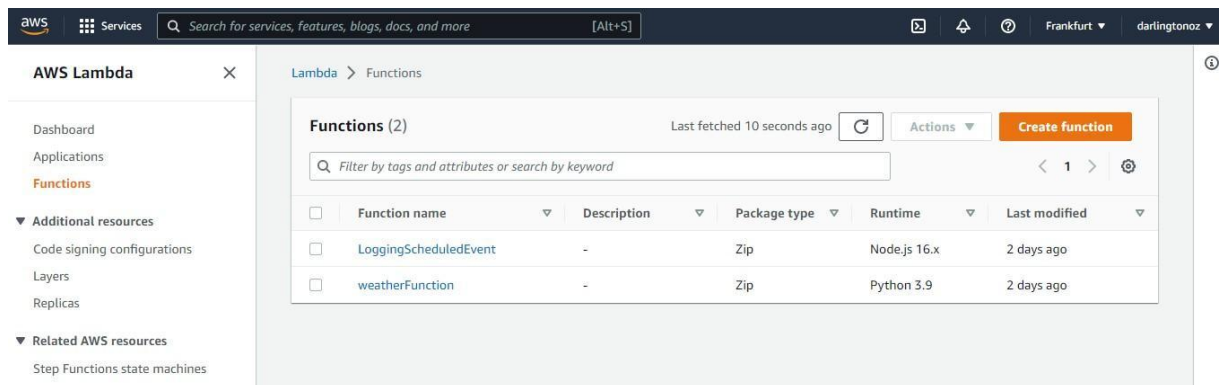 aws Services Search for services, features, blogs, docs, and more [Alt+S] Frankfurt ▼ darlingtonoz ▼
AWS Lambda
Dashboard
Applications
Functions
▼ Additional resources
Code signing configurations
Layers
Replicas
▼ Related AWS resources
Step Functions state machines
Lambda > Functions
Functions (2) Last fetched 10 seconds ago Actions ▼ Create function
Filter by tags and attributes or search by keyword < 1 >
Function name Description Package type Runtime Last modified
LoggingScheduledEvent - Zip Node.js 16.x 2 days ago
weatherFunction - Zip Python 3.9 2 days ago